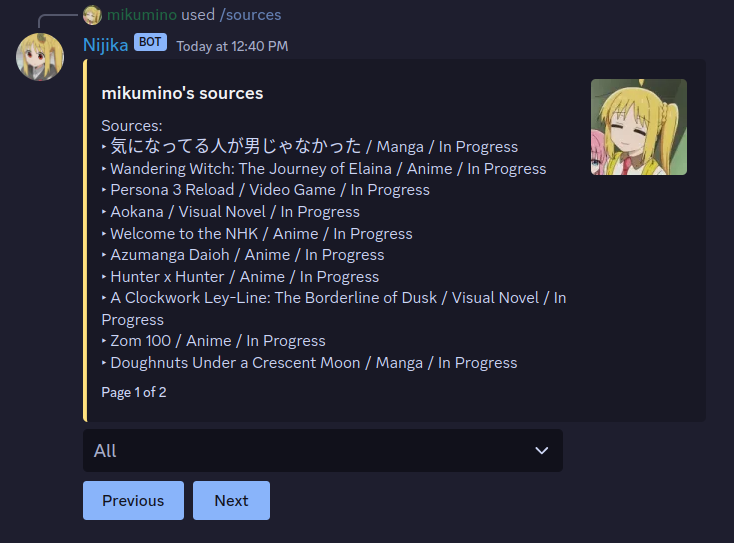 mikumino used /sources
Nijika BOT Today at 12:40 PM
mikumino's sources
Sources:
‣ 気になってる人が男じゃなかった / Manga / In Progress
‣ Wandering Witch: The Journey of Elaina / Anime / In Progress
‣ Persona 3 Reload / Video Game / In Progress
‣ Aokana / Visual Novel / In Progress
‣ Welcome to the NHK / Anime / In Progress
‣ Azumanga Daioh / Anime / In Progress
‣ Hunter x Hunter / Anime / In Progress
‣ A Clockwork Ley-Line: The Borderline of Dusk / Visual Novel / In
Progress
‣ Zom 100 / Anime / In Progress
‣ Doughnuts Under a Crescent Moon / Manga / In Progress
Page 1 of 2
All
Previous Next